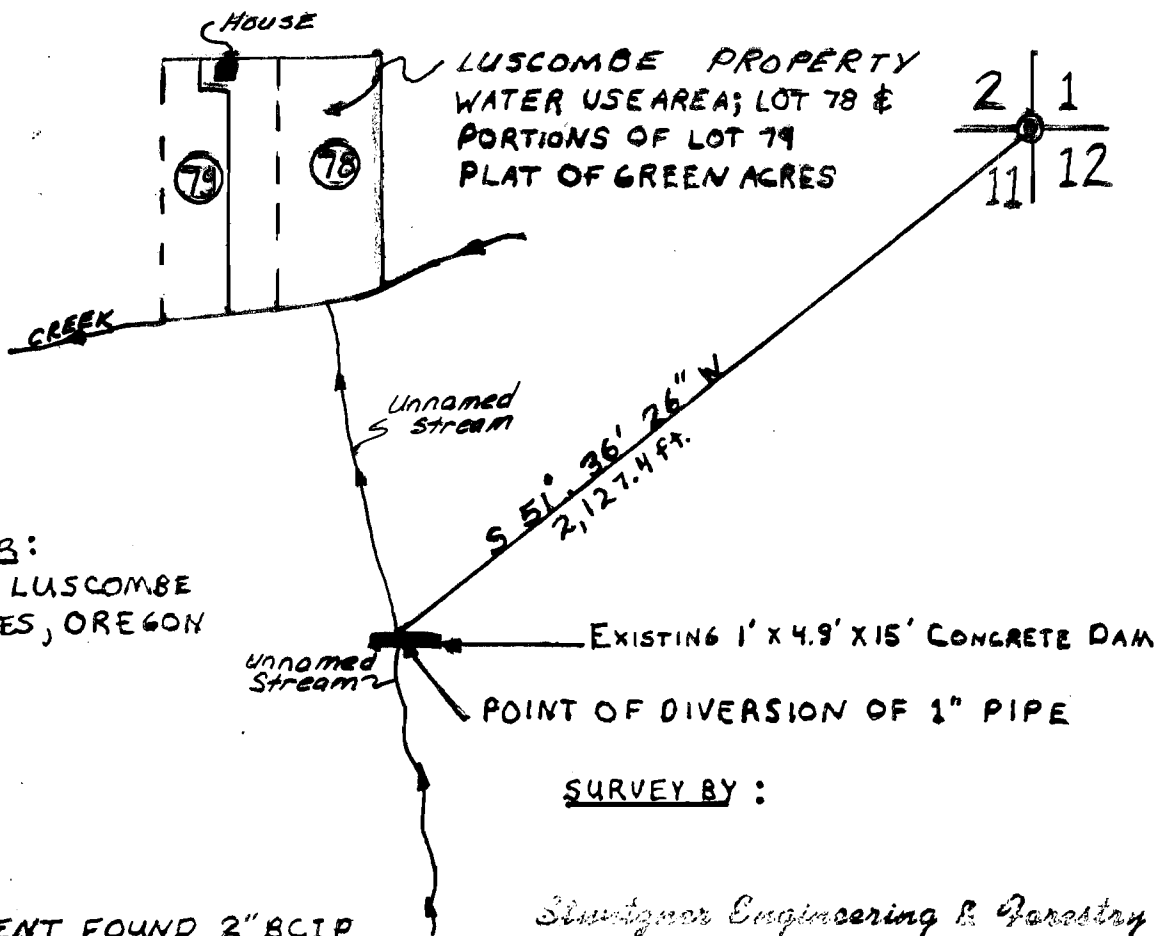 HOUSE
LUSCOMBE PROPERTY
WATER USE AREA; LOT 78 &
PORTIONS OF LOT 79
PLAT OF GREEN ACRES
2 1
11 12
79
78
CREEK
Unnamed
Stream
S 51° 36' 26" W
2,127.4 ft.
LUSCOMBE
ES, OREGON
EXISTING 1' X 4.9' X 15' CONCRETE DAM
Unnamed
Stream
POINT OF DIVERSION OF 1" PIPE
SURVEY BY:
ENT FOUND 2" BCIP
Engineering & Forestry